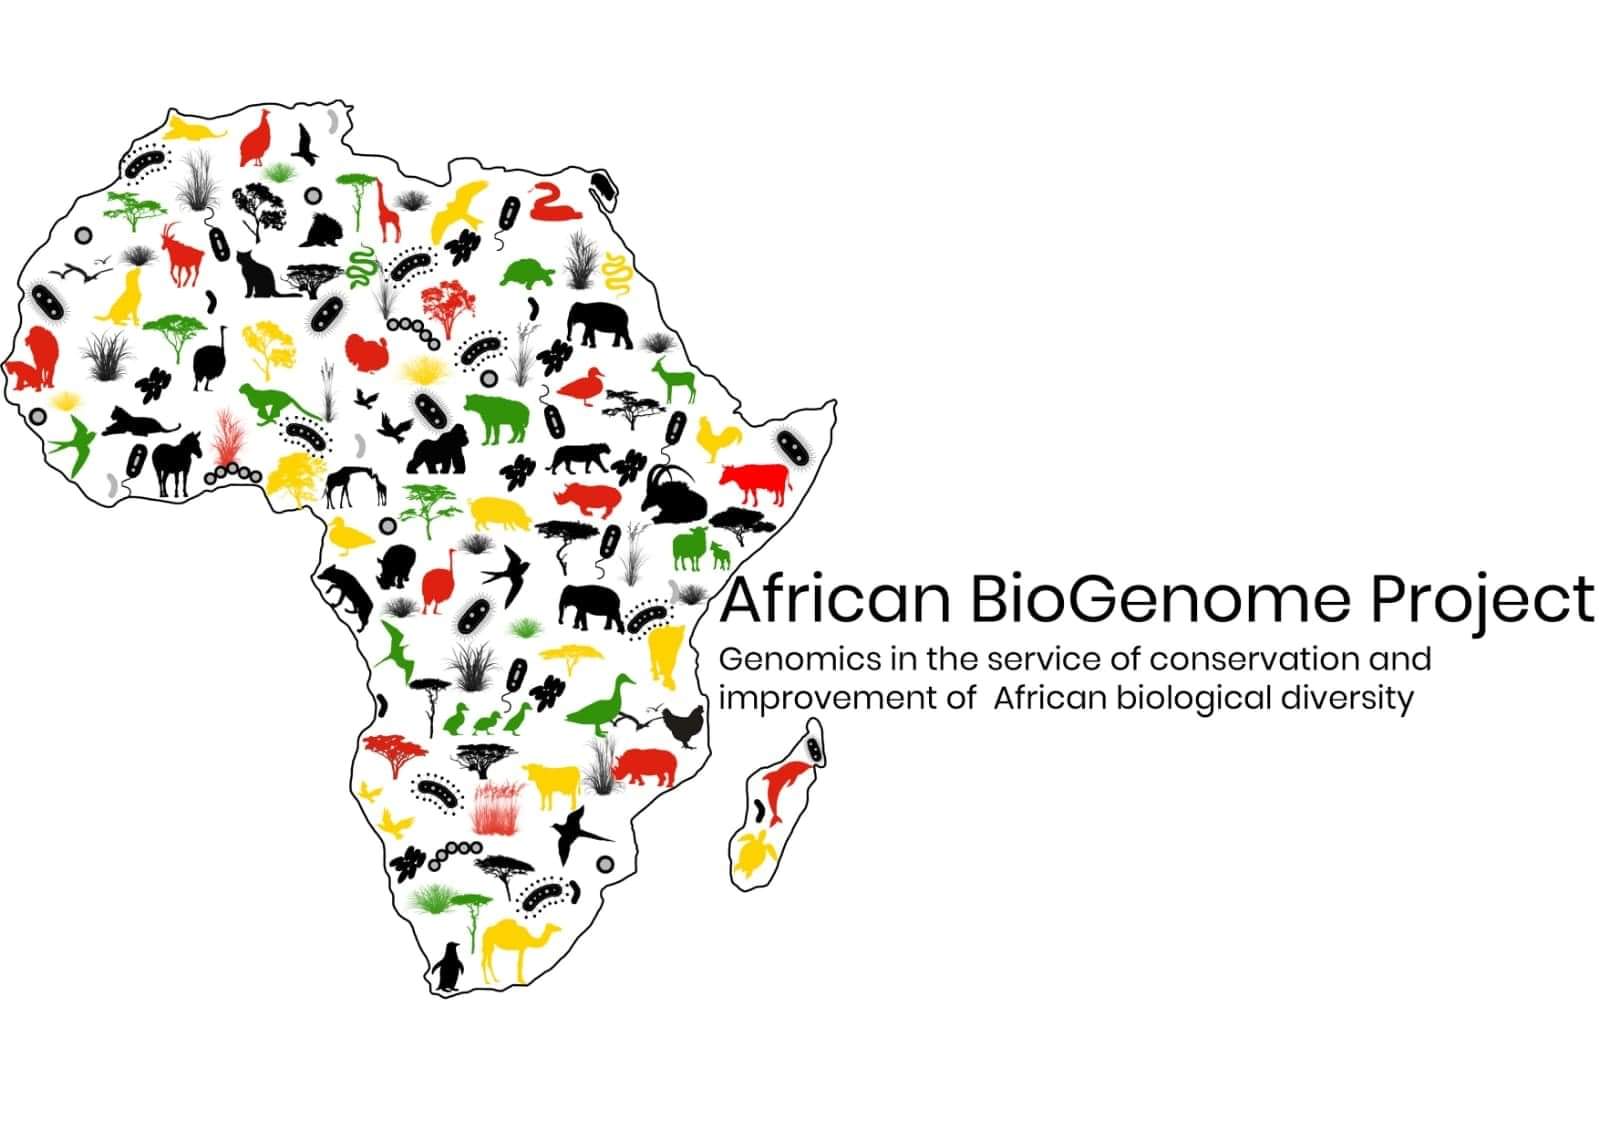 African BioGenome Project
Genomics in the service of conservation and
improvement of  African biological diversity